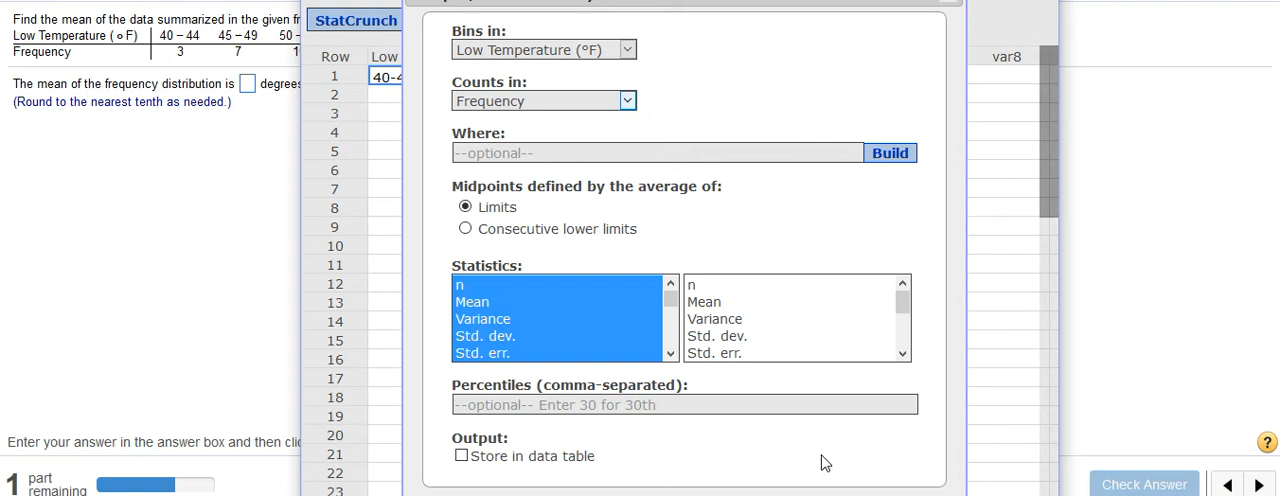 Find the mean of the data summarized in the given
Low Temperature (∘F) 40 – 44 45 – 49 50 –
Frequency 3 7
The mean of the frequency distribution is degrees
(Round to the nearest tenth as needed.)
Enter your answer in the answer box and then
1 part
remaining
StatCrunch
Row Low var8
1 40-4
2
3
4
5
6
7
8
9
10
11
12
13
14
15
16
17
18
19
20
21
22
23
Bins in:
Low Temperature (°F)
Counts in:
Frequency
Where:
--optional-- Build
Midpoints defined by the average of:
Limits
Consecutive lower limits
Statistics:
n
Mean
Variance
Std. dev.
Std. err.
n
Mean
Variance
Std. dev.
Std. err.
Percentiles (comma-separated):
--optional-- Enter 30 for 30th
Output:
Store in data table
?
Check Answer